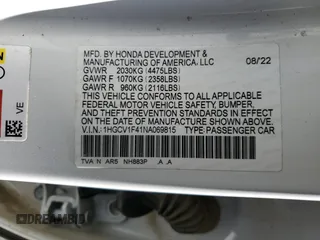 MFD. BY HONDA DEVELOPMENT &
MANUFACTURING OF AMERICA, LLC 08/22
GVWR 2030KG (4475LBS)
GAWR F 1070KG (2358LBS)
GAWR R 960KG (2116LBS)
THIS VEHICLE CONFORMS TO ALL APPLICABLE
FEDERAL MOTOR VEHICLE SAFETY, BUMPER,
AND THEFT PREVENTION STANDARDS IN
EFFECT ON THE DATE OF MANUFACTURE
SHOWN ABOVE.
V.I.N. 1HGCV1F41NA069815 TYPE: PASSENGER CAR
TVA N AR5 NH883P A A
DREAMBID